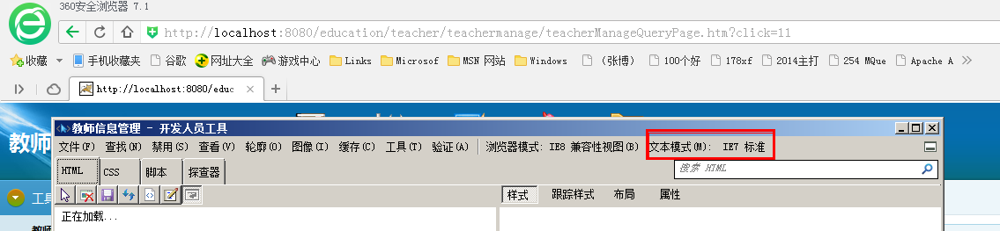 360安全浏览器 7.1
http://localhost:8080/education/teacher/teachermanage/teacherManageQueryPage.htm?click=11
收藏 手机收藏夹 谷歌 网址大全 游戏中心 Links Microsof MSN 网站 Windows （张博） 100个好 178xf 2014主打 254 MQue Apache A
http://localhost:8080/educ
教师
教师信息管理 - 开发人员工具
文件(F) 查找(N) 禁用(S) 查看(V) 轮廓(O) 图像(I) 缓存(C) 工具(T) 验证(A) 浏览器模式: IE8 兼容性视图(B) 文本模式(M): IE7 标准
HTML CSS 脚本 探查器 搜索 HTML
工具
样式 跟踪样式 布局 属性
正在加载...